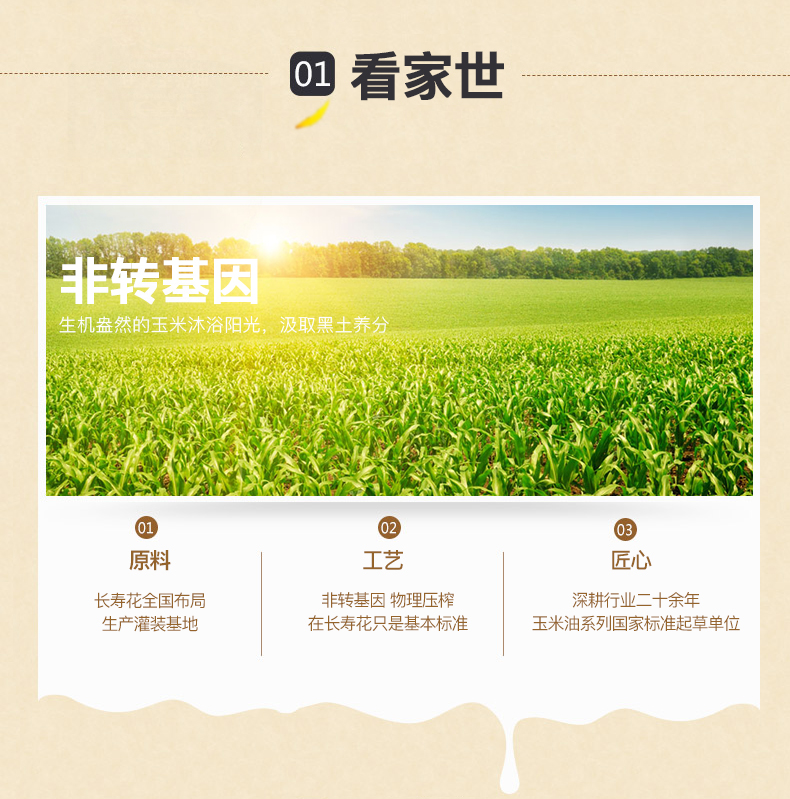 01 看家世
非转基因
生机盎然的玉米沐浴阳光，汲取黑土养分
01
原料
长寿花全国布局
生产灌装基地
02
工艺
非转基因 物理压榨
在长寿花只是基本标准
03
匠心
深耕行业二十余年
玉米油系列国家标准起草单位